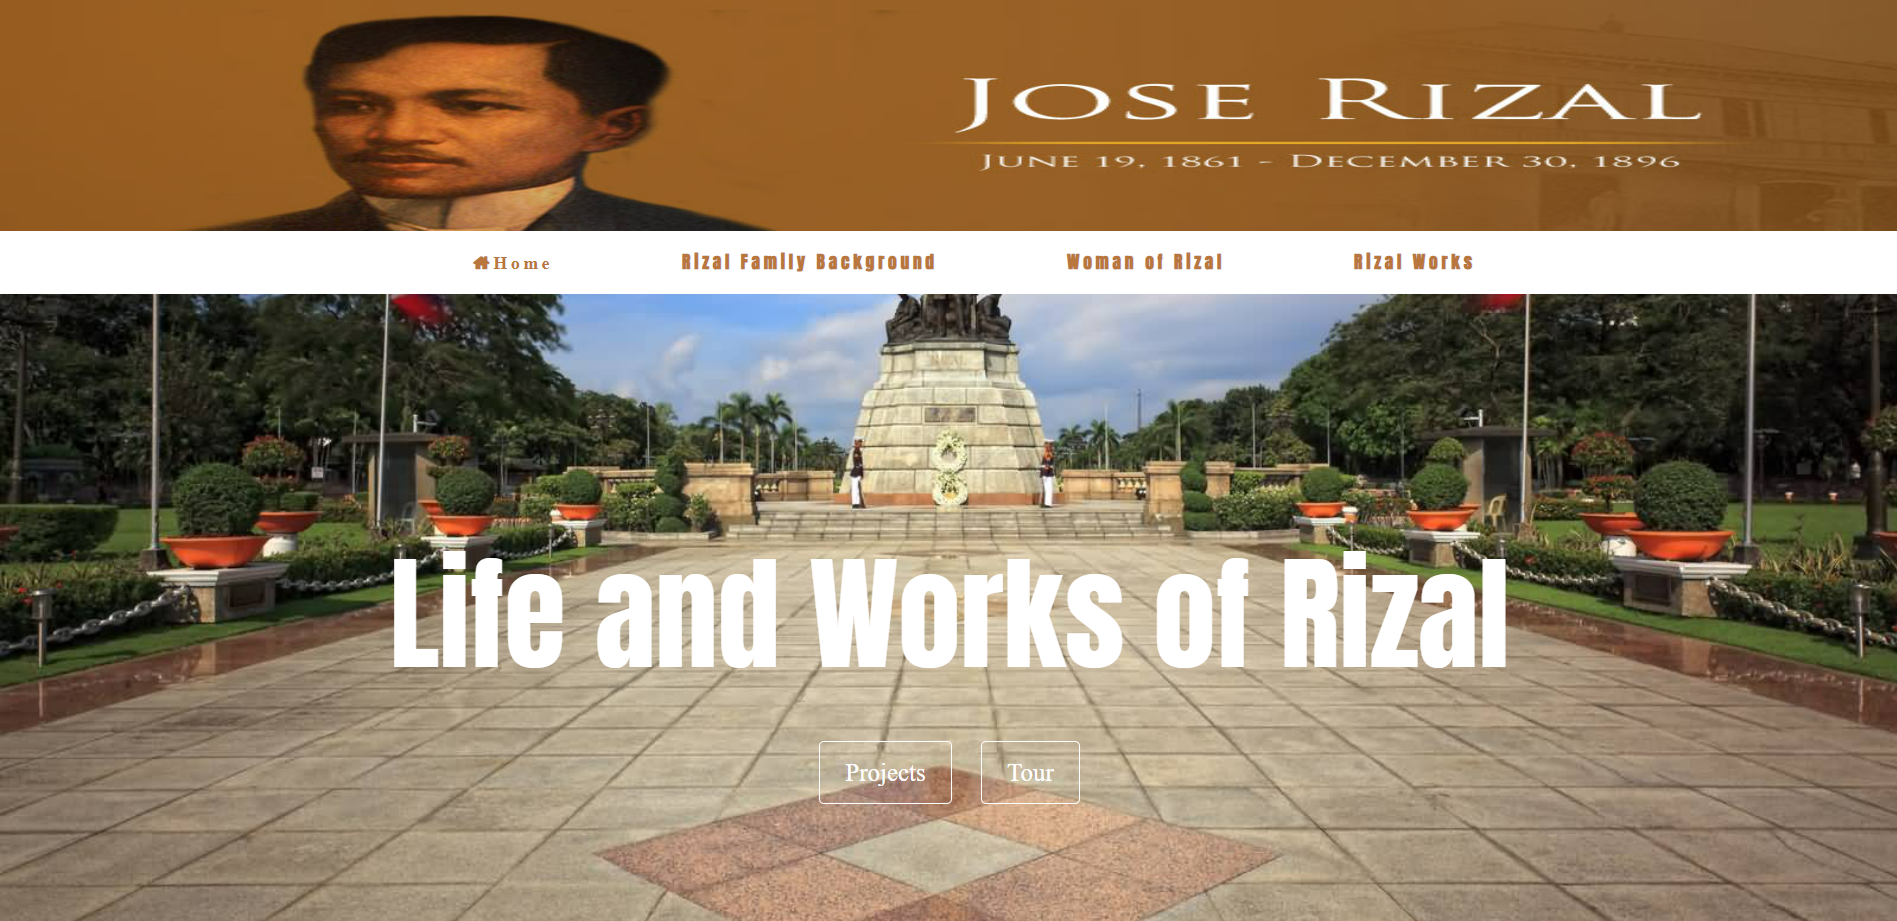 JOSE RIZAL
JUNE 19, 1861 - DECEMBER 30, 1896
Home Rizal Family Background Woman of Rizal Rizal Works
Life and Works of Rizal
Projects Tour